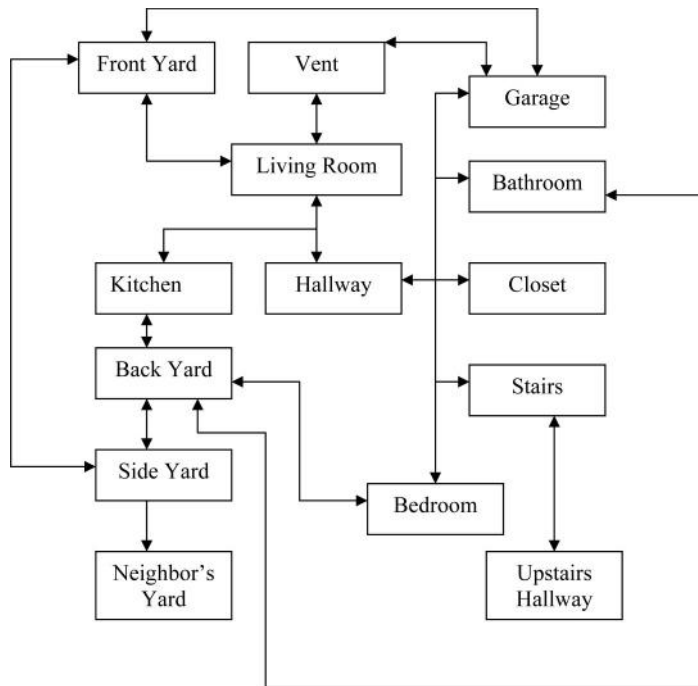 Front Yard
Vent
Garage
Living Room
Bathroom
Kitchen
Hallway
Closet
Back Yard
Stairs
Side Yard
Bedroom
Neighbor's
Yard
Upstairs
Hallway